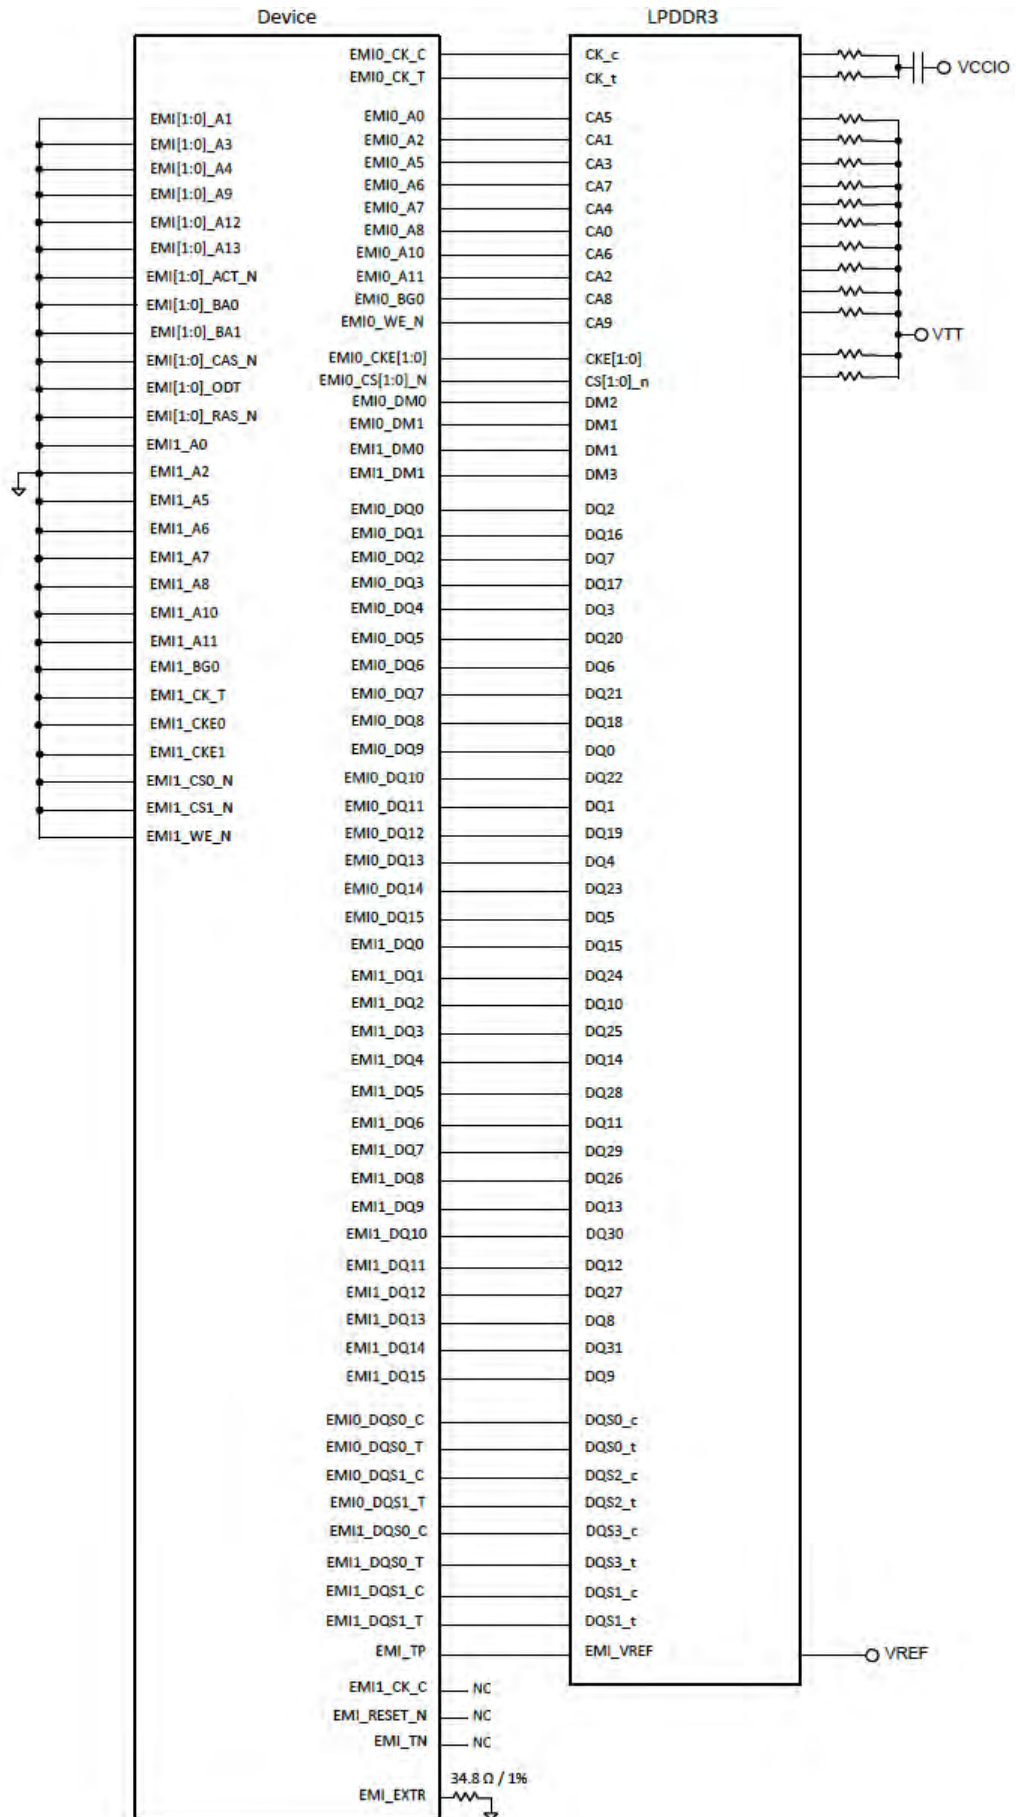 Device
LPDDR3
EMI0_CK_C CK_c
EMI0_CK_T CK_t
VCCIO
EMI[1:0]_A1
EMI[1:0]_A3
EMI[1:0]_A4
EMI[1:0]_A9
EMI[1:0]_A12
EMI[1:0]_A13
EMI[1:0]_ACT_N
EMI[1:0]_BA0
EMI[1:0]_BA1
EMI[1:0]_CAS_N
EMI[1:0]_ODT
EMI[1:0]_RAS_N
EMI1_A0
EMI1_A2
EMI1_A5
EMI1_A6
EMI1_A7
EMI1_A8
EMI1_A10
EMI1_A11
EMI1_BG0
EMI1_CK_T
EMI1_CKE0
EMI1_CKE1
EMI1_CS0_N
EMI1_CS1_N
EMI1_WE_N
EMI0_A0 CA5
EMI0_A2 CA1
EMI0_A5 CA3
EMI0_A6 CA7
EMI0_A7 CA4
EMI0_A8 CA0
EMI0_A10 CA6
EMI0_A11 CA2
EMI0_BG0 CA8
EMI0_WE_N CA9
VTT
EMI0_CKE[1:0] CKE[1:0]
EMI0_CS[1:0]_N CS[1:0]_n
EMI0_DM0 DM2
EMI0_DM1 DM1
EMI1_DM0 DM1
EMI1_DM1 DM3
EMI0_DQ0 DQ2
EMI0_DQ1 DQ16
EMI0_DQ2 DQ7
EMI0_DQ3 DQ17
EMI0_DQ4 DQ3
EMI0_DQ5 DQ20
EMI0_DQ6 DQ6
EMI0_DQ7 DQ21
EMI0_DQ8 DQ18
EMI0_DQ9 DQ0
EMI0_DQ10 DQ22
EMI0_DQ11 DQ1
EMI0_DQ12 DQ19
EMI0_DQ13 DQ4
EMI0_DQ14 DQ23
EMI0_DQ15 DQ5
EMI1_DQ0 DQ15
EMI1_DQ1 DQ24
EMI1_DQ2 DQ10
EMI1_DQ3 DQ25
EMI1_DQ4 DQ14
EMI1_DQ5 DQ28
EMI1_DQ6 DQ11
EMI1_DQ7 DQ29
EMI1_DQ8 DQ26
EMI1_DQ9 DQ13
EMI1_DQ10 DQ30
EMI1_DQ11 DQ12
EMI1_DQ12 DQ27
EMI1_DQ13 DQ8
EMI1_DQ14 DQ31
EMI1_DQ15 DQ9
EMI0_DQS0_C DQS0_c
EMI0_DQS0_T DQS0_t
EMI0_DQS1_C DQS2_c
EMI0_DQS1_T DQS2_t
EMI1_DQS0_C DQS3_c
EMI1_DQS0_T DQS3_t
EMI1_DQS1_C DQS1_c
EMI1_DQS1_T DQS1_t
EMI_TP EMI_VREF VREF
EMI1_CK_C NC
EMI_RESET_N NC
EMI_TN NC
34.8 Ω / 1%
EMI_EXTR